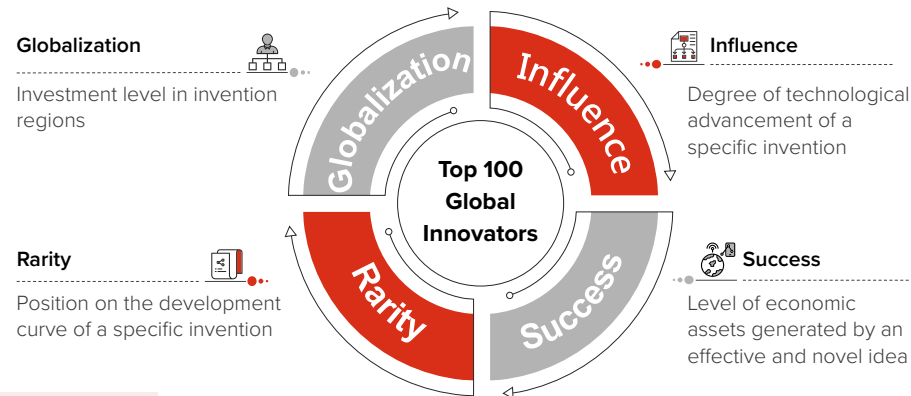 Globalization
Investment level in invention
regions
Influence
Degree of technological
advancement of a
specific invention
Globalization
Influence
Top 100
Global
Innovators
Rarity
Success
Rarity
Position on the development
curve of a specific invention
Success
Level of economic
assets generated by an
effective and novel idea